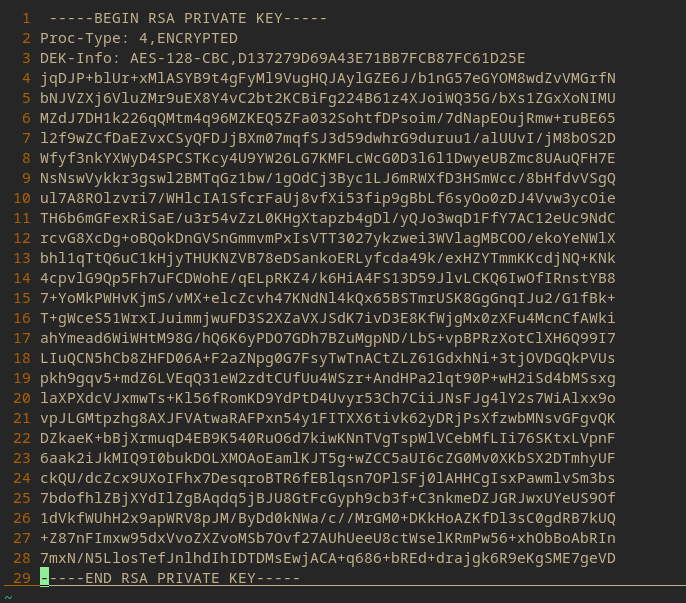 1  -----BEGIN RSA PRIVATE KEY-----
2 Proc-Type: 4,ENCRYPTED
3 DEK-Info: AES-128-CBC,D137279D69A43E71BB7FCB87FC61D25E
4 jqDJP+blUr+xMlASYB9t4gFyMl9VugHQJAylGZE6J/b1nG57eGYOM8wdZvVMGrfN
5 bNJVZXj6VluZMr9uEX8Y4vC2bt2KCBiFg224B61z4XJoiWQ35G/bXs1ZGxXoNIMU
6 MZdJ7DH1k226qQMtm4q96MZKEQ5ZFa032SohtfDPsoim/7dNapEOujRmw+ruBE65
7 l2f9wZCfDaEZvxCSyQFDJjBXm07mqfSJ3d59dwhrG9duruu1/alUUvI/jM8bOS2D
8 Wfyf3nkYXWyD4SPCSTKcy4U9YW26LG7KMFLcWcG0D3l6l1DwyeUBZmc8UAuQFH7E
9 NsNswVykkr3gswl2BMTqGz1bw/1gOdCj3Byc1LJ6mRWXfD3HSmWcc/8bHfdvVSgQ
10 ul7A8ROlzvri7/WHlcIA1SfcrFaUj8vfXi53fip9gBbLf6syOo0zDJ4Vvw3ycOie
11 TH6b6mGFexRiSaE/u3r54vZzL0KHgXtapzb4gDl/yQJo3wqD1FfY7AC12eUc9NdC
12 rcvG8XcDg+oBQokDnGVSnGmmvmPxIsVTT3027ykzwei3WVlagMBCOO/ekoYeNWlX
13 bhl1qTtQ6uC1kHjyTHUKNZVB78eDSankoERLyfcda49k/exHZYTmmKKcdjNQ+KNk
14 4cpvlG9Qp5Fh7uFCDWohE/qELpRKZ4/k6HiA4FS13D59JlvLCKQ6IwOfIRnstYB8
15 7+YoMkPWHvKjmS/vMX+elcZcvh47KNdNl4kQx65BSTmrUSK8GgGnqIJu2/G1fBk+
16 T+gWceS51WrxIJuimmjwuFD3S2XZaVXJSdK7ivD3E8KfWjgMx0zXFu4McnCfAWki
17 ahYmead6WiWHtM98G/hQ6K6yPDO7GDh7BZuMgpND/LbS+vpBPRzXotClXH6Q99I7
18 LIuQCN5hCb8ZHFD06A+F2aZNpg0G7FsyTwTnACtZLZ61GdxhNi+3tjOVDGQkPVUs
19 pkh9gqv5+mdZ6LVEqQ31eW2zdtCUfUu4WSzr+AndHPa2lqt90P+wH2iSd4bMSsxg
20 laXPXdcVJxmwTs+Kl56fRomKD9YdPtD4Uvyr53Ch7CiiJNsFJg4lY2s7WiAlxx9o
21 vpJLGMtpzhg8AXJFVAtwaRAFPxn54y1FITXX6tivk62yDRjPsXfzwbMNsvGFgvQK
22 DZkaeK+bBjXrmuqD4EB9K540RuO6d7kiwKNnTVgTspWlVCebMfLIi76SKtxLVpnF
23 6aak2iJkMIQ9I0bukDOLXMOAoEamlKJT5g+wZCC5aUI6cZG0Mv0XKbSX2DTmhyUF
24 ckQU/dcZcx9UXoIFhx7DesqroBTR6fEBlqsn7OPlSFj0lAHHCgIsxPawmlvSm3bs
25 7bdofhlZBjXYdIlZgBAqdq5jBJU8GtFcGyph9cb3f+C3nkmeDZJGRJwxUYeUS9Of
26 1dVkfWUhH2x9apWRV8pJM/ByDd0kNWa/c//MrGM0+DKkHoAZKfDl3sC0gdRB7kUQ
27 +Z87nFImxw95dxVvoZXZvoMSb7Ovf27AUhUeeU8ctWselKRmPw56+xhObBoAbRIn
28 7mxN/N5LlosTefJnlhdIhIDTDMsEwjACA+q686+bREd+drajgk6R9eKgSME7geVD
29 -----END RSA PRIVATE KEY-----
~